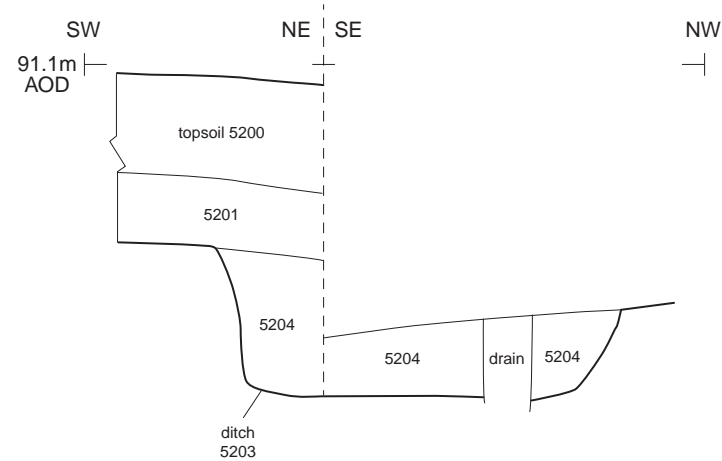 SW
NE
SE
NW
91.1m
AOD
topsoil 5200
5201
5204
5204
drain
5204
ditch
5203